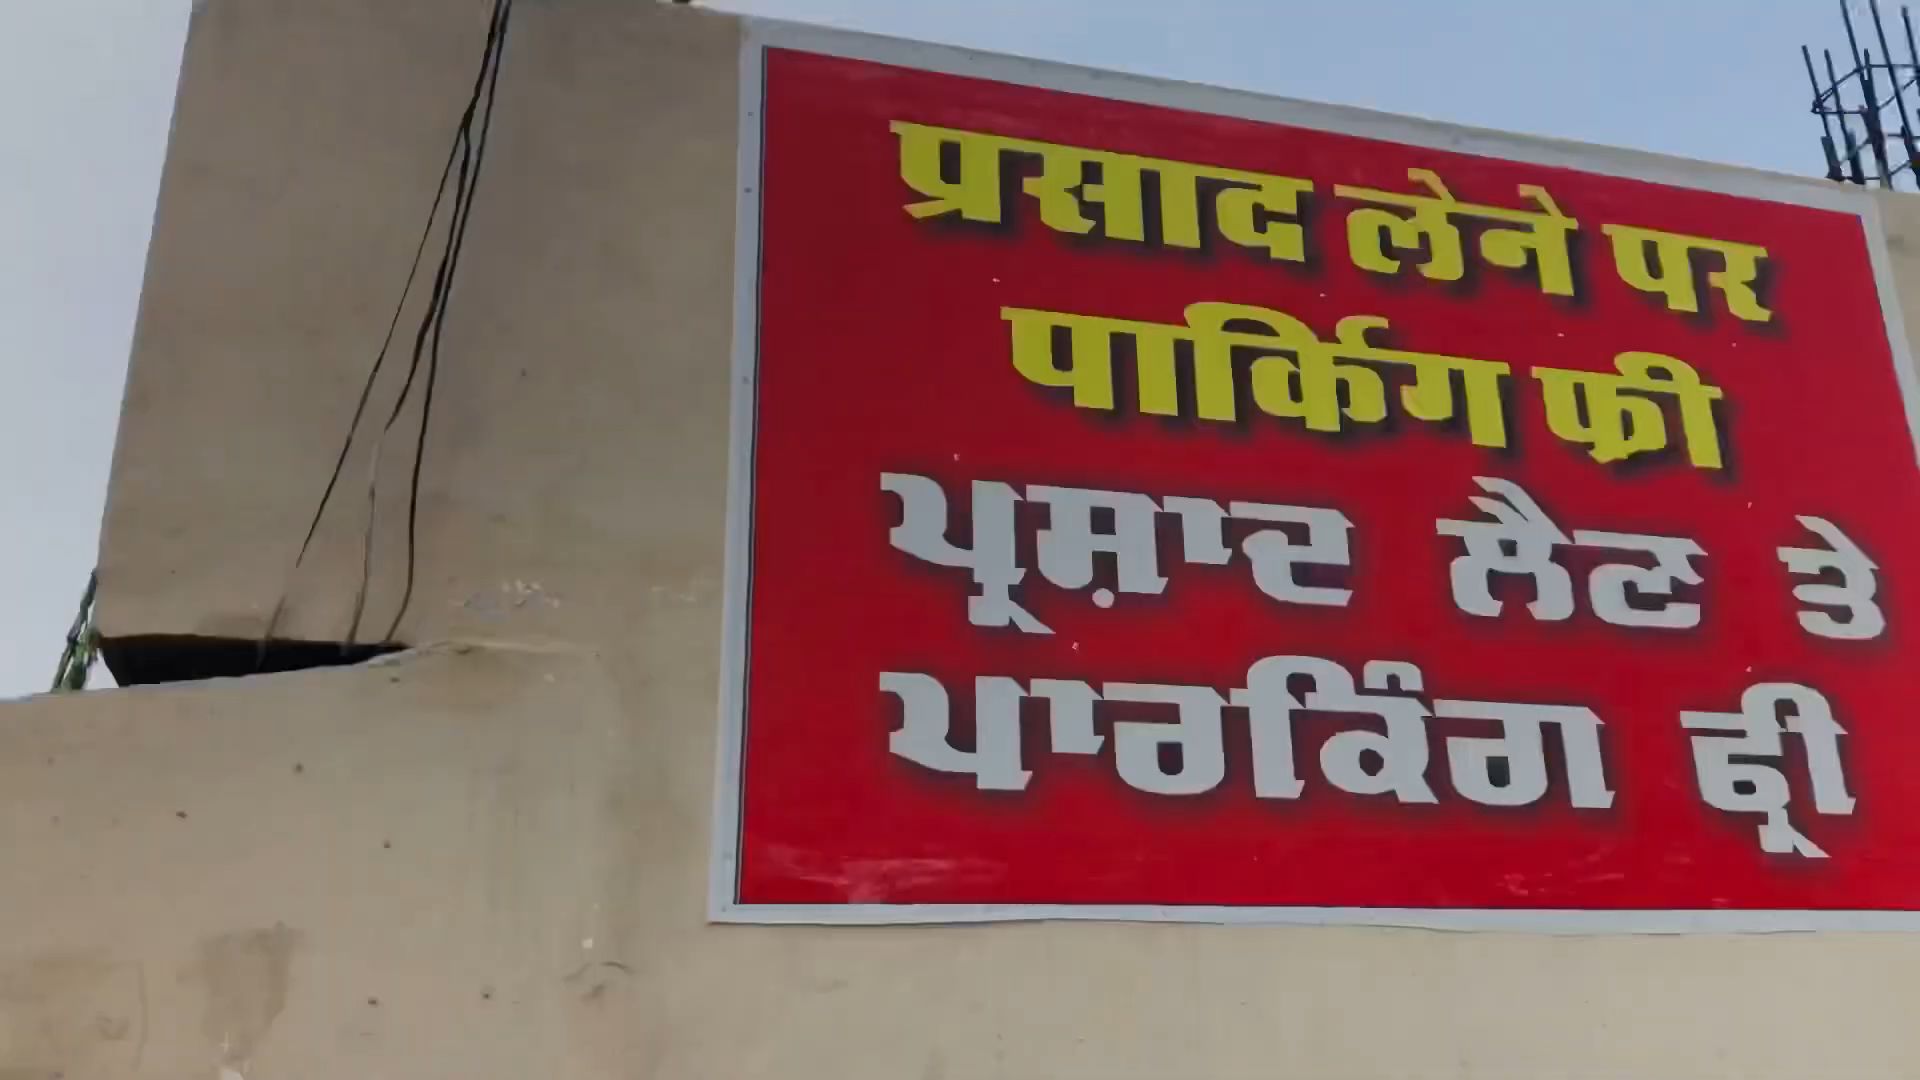 प्रसाद लेने पर
पार्किंग फ्री
ਪ੍ਰਸ਼ਾਦ ਲੈਣ ਤੇ
ਪਾਰਕਿੰਗ ਫ੍ਰੀ